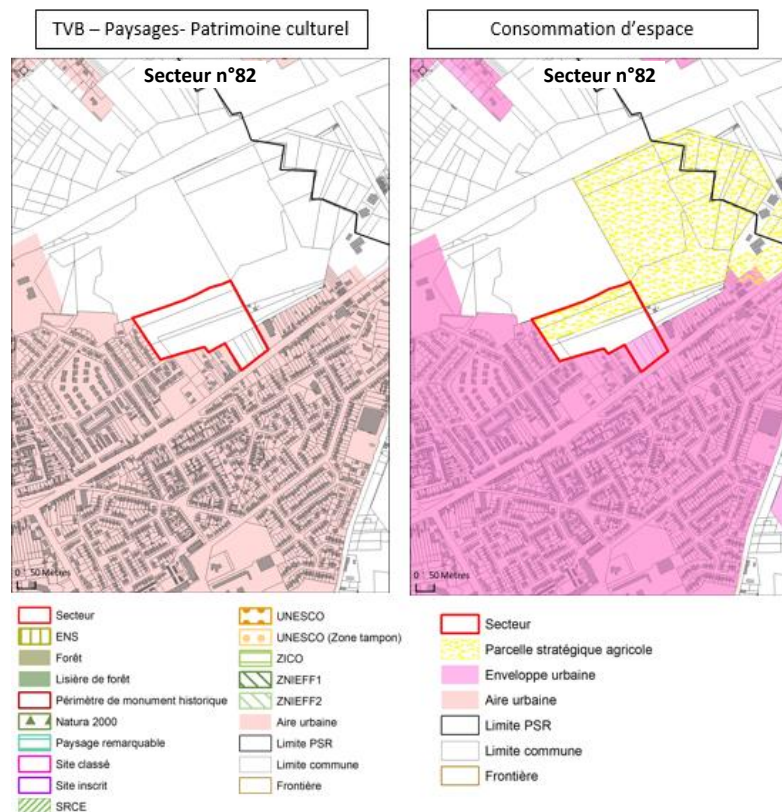 TVB – Paysages- Patrimoine culturel
Consommation d'espace
Secteur n°82
Secteur n°82
0 50 Mètres
0 50 Mètres
Secteur
ENS
Forêt
Lisière de forêt
Périmètre de monument historique
Natura 2000
Paysage remarquable
Site classé
Site inscrit
SRCE
UNESCO
UNESCO (Zone tampon)
ZICO
ZNIEFF1
ZNIEFF2
Aire urbaine
Limite PSR
Limite commune
Frontière
Secteur
Parcelle stratégique agricole
Enveloppe urbaine
Aire urbaine
Limite PSR
Limite commune
Frontière